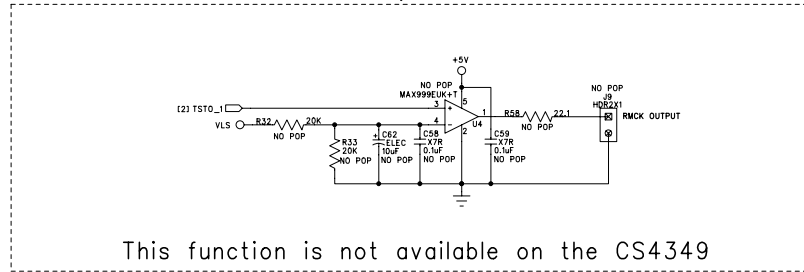 +5V
NO POP
MAX999EUK+T
NO POP
J9
HDR2X1
[2] TSTO_1
3
5
1
R58
22.1
RMCK OUTPUT
VLS
R32
20K
4
U4
NO POP
NO POP
2
R33
20K
NO POP
C62
ELEC
10uF
NO POP
C58
X7R
0.1uF
NO POP
C59
X7R
0.1uF
NO POP
This function is not available on the CS4349